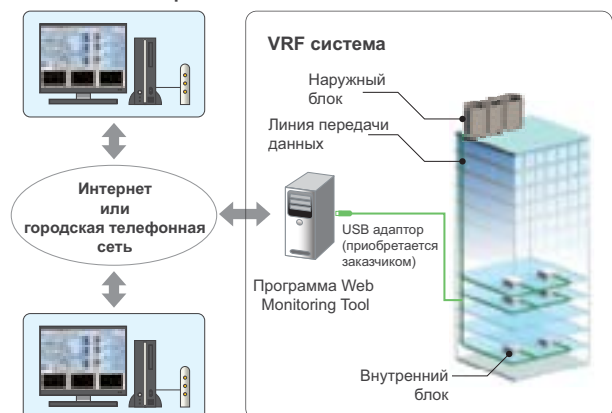 VRF система
Наружный
блок
Линия передачи
данных
Интернет
или
городская телефонная
сеть
USB адаптор
(приобретается
заказчиком)
Программа Web
Monitoring Tool
Внутренний
блок